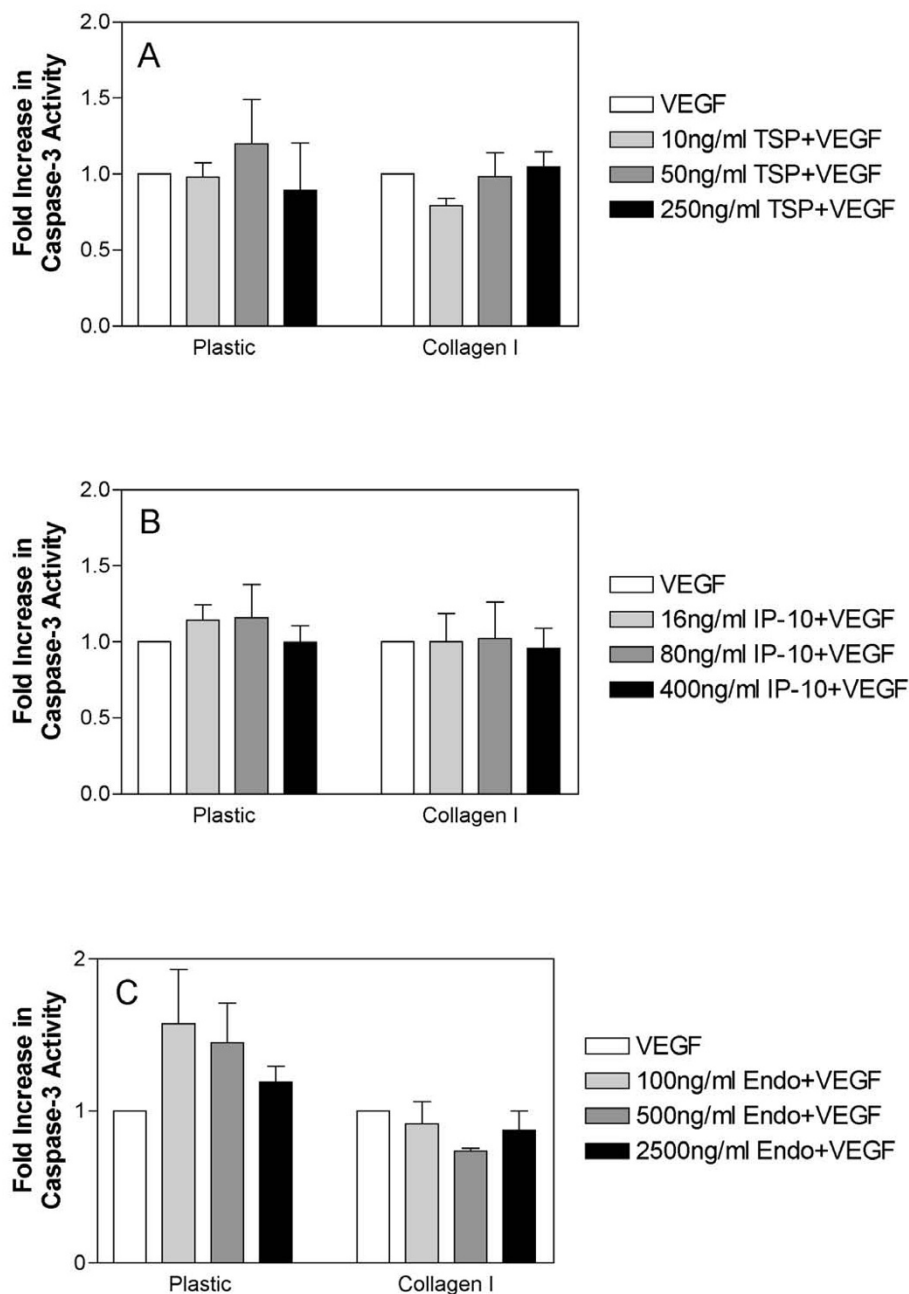 A
Fold Increase in
Caspase-3 Activity
2.0
1.5
1.0
0.5
0.0
Plastic
Collagen I
VEGF
10ng/ml TSP+VEGF
50ng/ml TSP+VEGF
250ng/ml TSP+VEGF
B
Fold Increase in
Caspase-3 Activity
2.0
1.5
1.0
0.5
0.0
Plastic
Collagen I
VEGF
16ng/ml IP-10+VEGF
80ng/ml IP-10+VEGF
400ng/ml IP-10+VEGF
C
Fold Increase in
Caspase-3 Activity
2
1
0
Plastic
Collagen I
VEGF
100ng/ml Endo+VEGF
500ng/ml Endo+VEGF
2500ng/ml Endo+VEGF